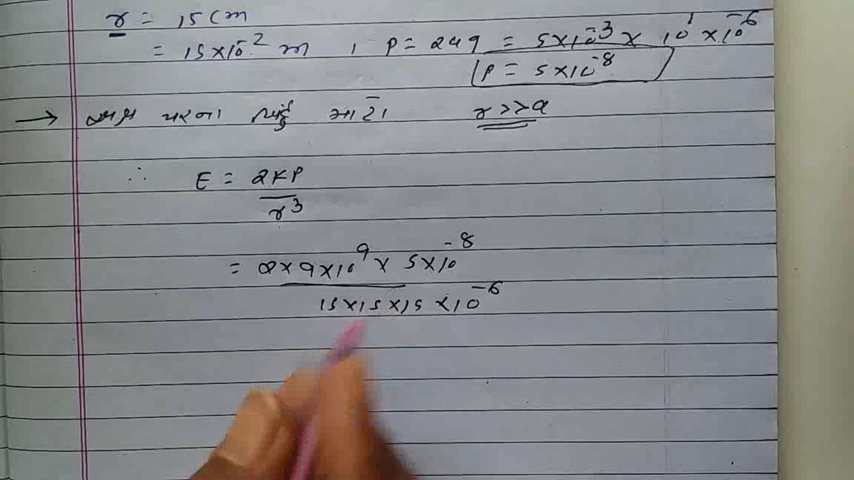 r = 15 cm
= 15×10⁻² m , P = 2aq = 5×10⁻³ × 10¹ ×10⁻⁶
P = 5×10⁻⁸
→ અક્ષ પરના માટે r >> a
∴ E = 2KP / r³
= 2×9×10⁹ × 5×10⁻⁸
15×15×15 ×10⁻⁶